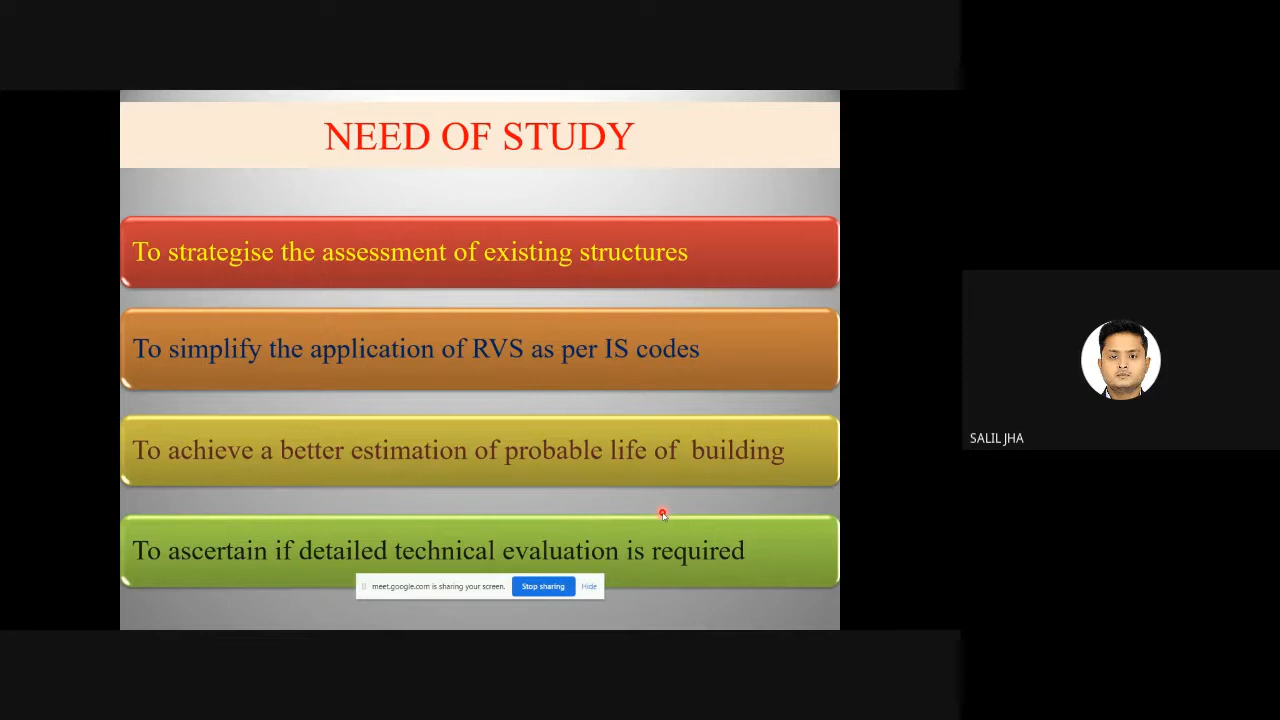 NEED OF STUDY
To strategise the assessment of existing structures
To simplify the application of RVS as per IS codes
To achieve a better estimation of probable life of building
To ascertain if detailed technical evaluation is required
meet.google.com is sharing your screen. Stop sharing Hide
SALIL JHA